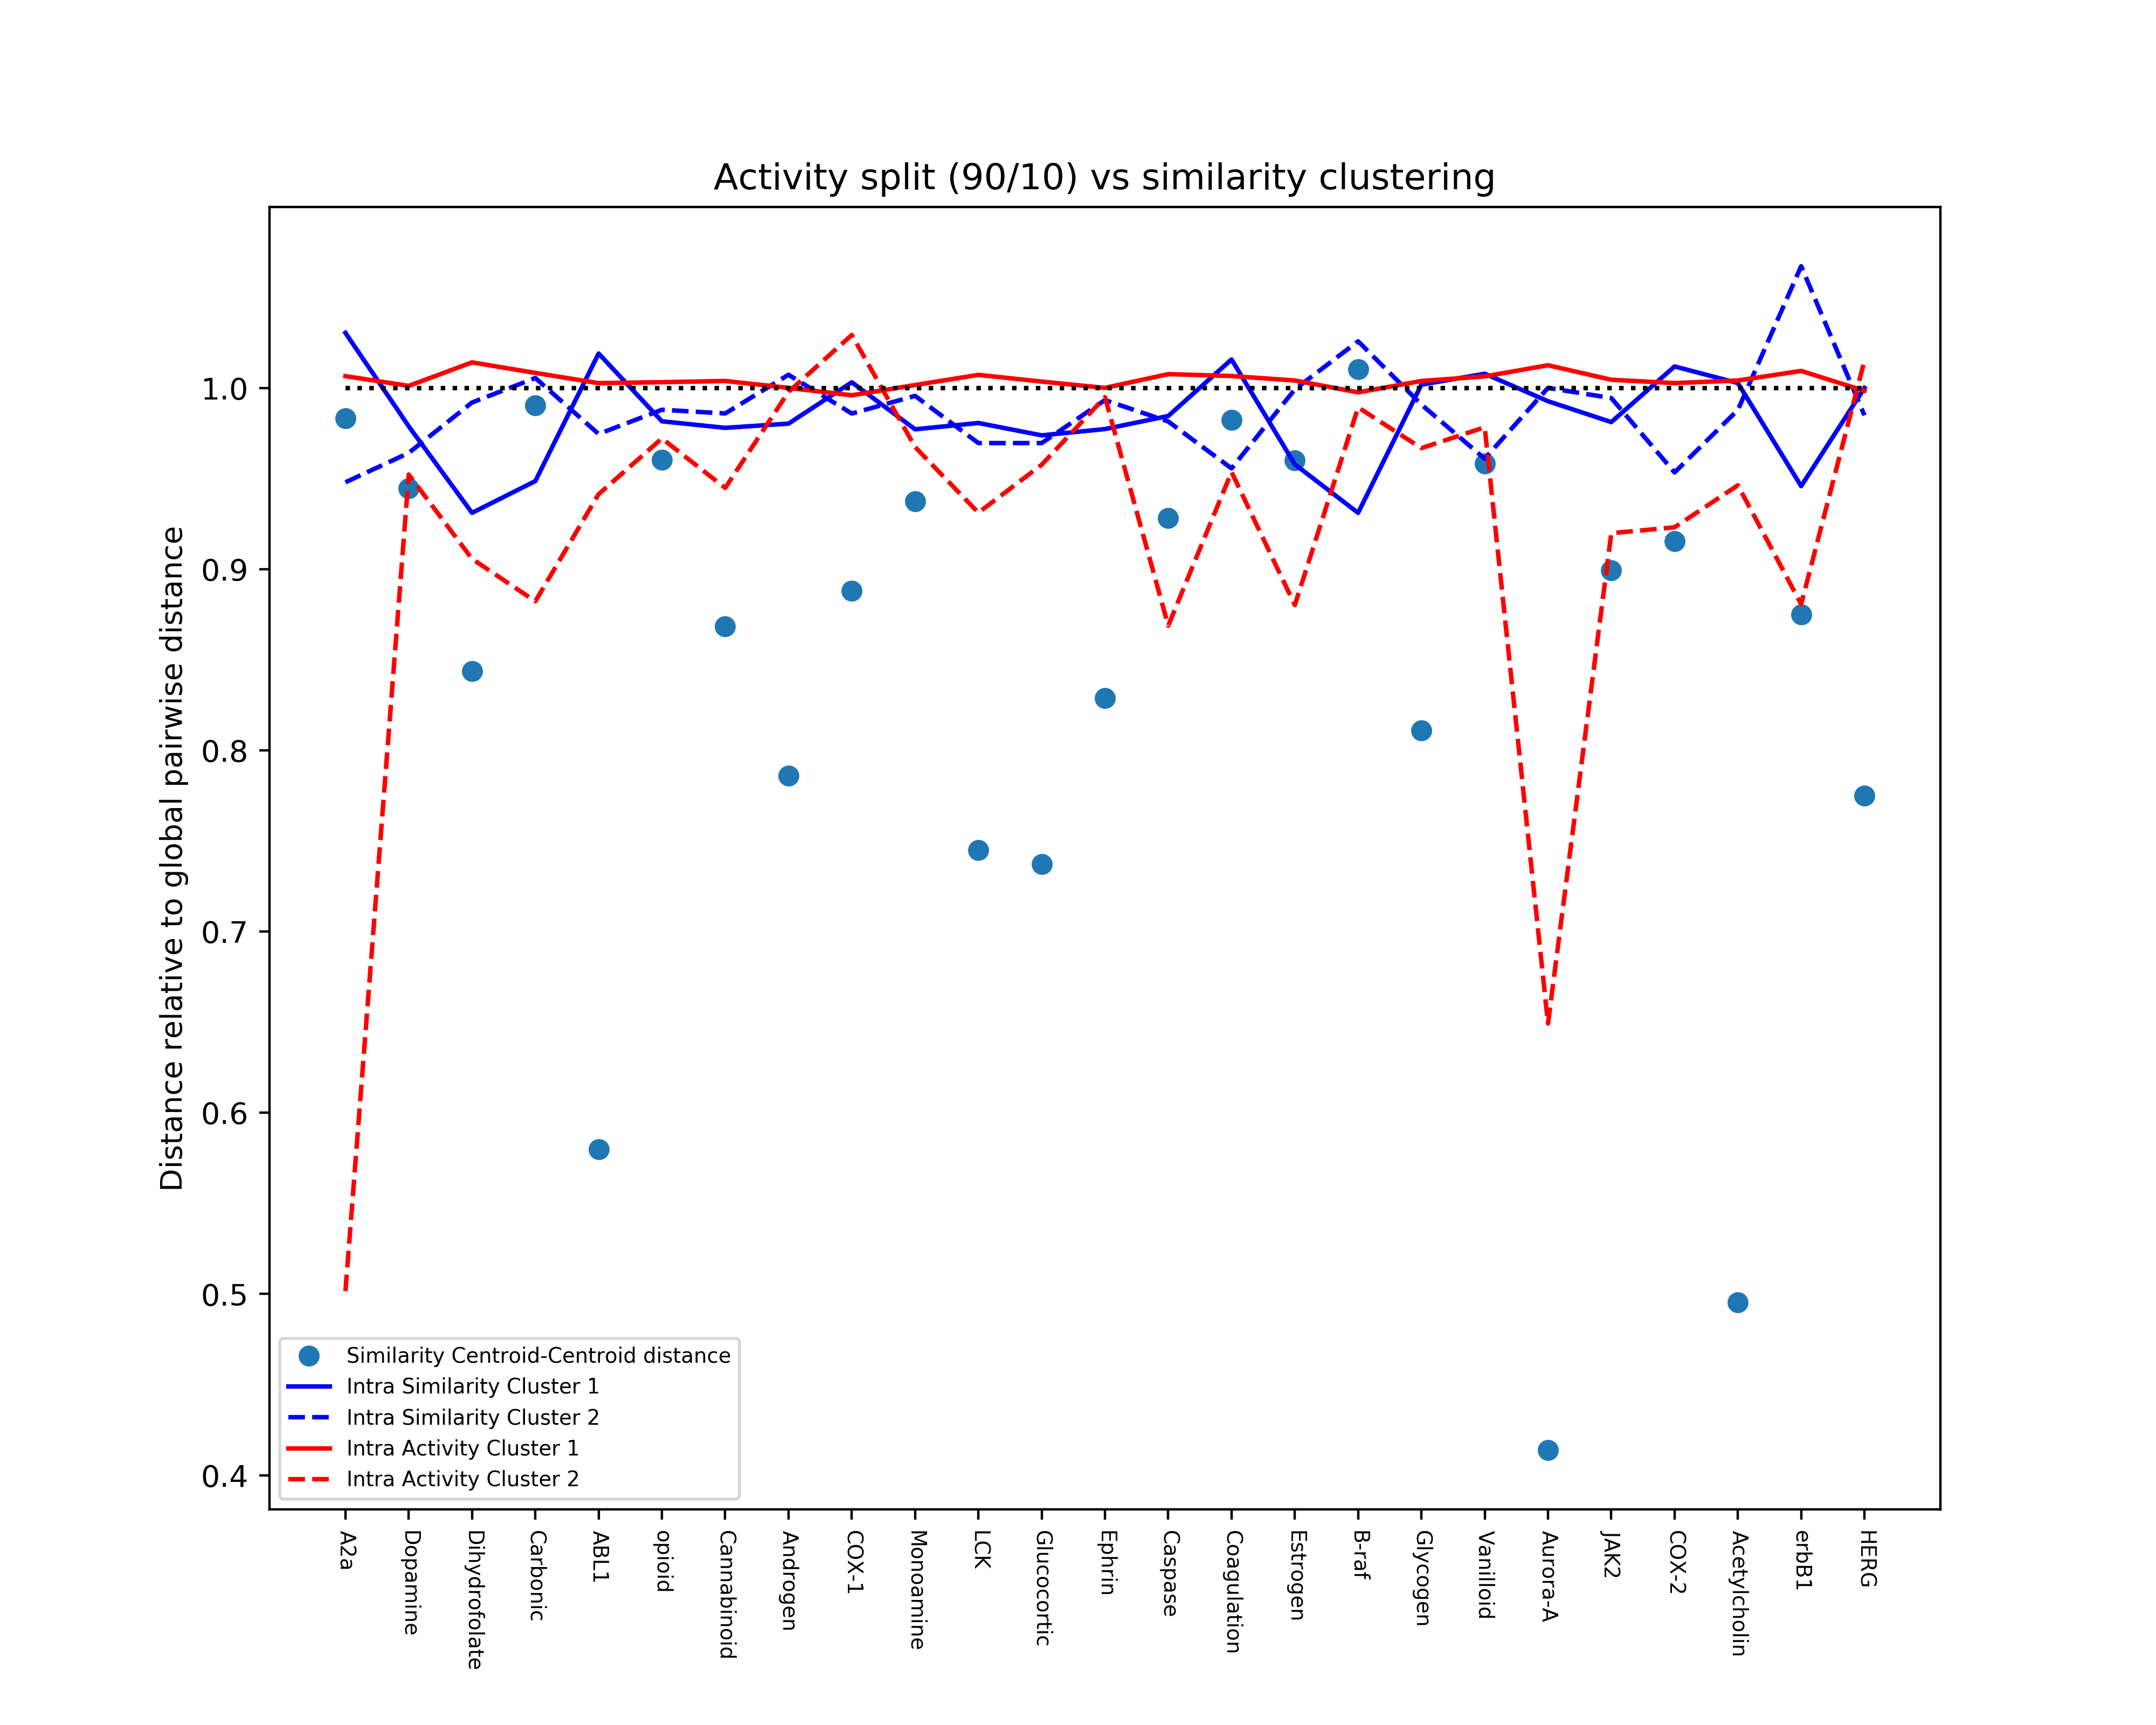 Activity split (90/10) vs similarity clustering
Distance relative to global pairwise distance
1.0
0.9
0.8
0.7
0.6
0.5
0.4
Similarity Centroid-Centroid distance
Intra Similarity Cluster 1
Intra Similarity Cluster 2
Intra Activity Cluster 1
Intra Activity Cluster 2
A2a
Dopamine
Dihydrofolate
Carbonic
ABL1
opioid
Cannabinoid
Androgen
COX-1
Monoamine
LCK
Glucocortic
Ephrin
Caspase
Coagulation
Estrogen
B-raf
Glycogen
Vanilloid
Aurora-A
JAK2
COX-2
Acetylcholin
erbB1
HERG